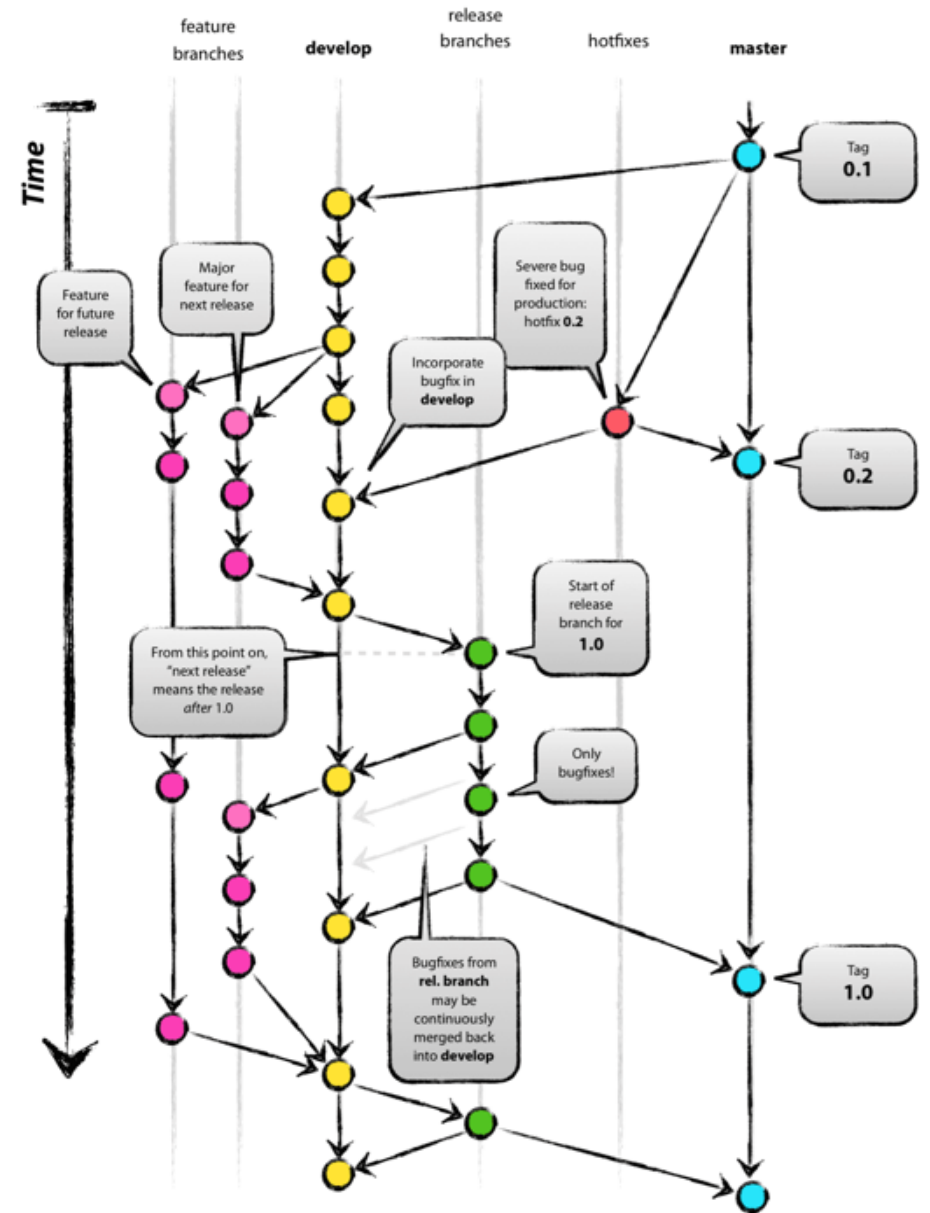 feature
branches
develop
release
branches
hotfixes
master
Time
Tag
0.1
Feature
for future
release
Major
feature for
next release
Severe bug
fixed for
production:
hotfix 0.2
Incorporate
bugfix in
develop
Tag
0.2
Start of
release
branch for
1.0
From this point on,
“next release”
means the release
after 1.0
Only
bugfixes!
Bugfixes from
rel. branch
may be
continuously
merged back
into develop
Tag
1.0